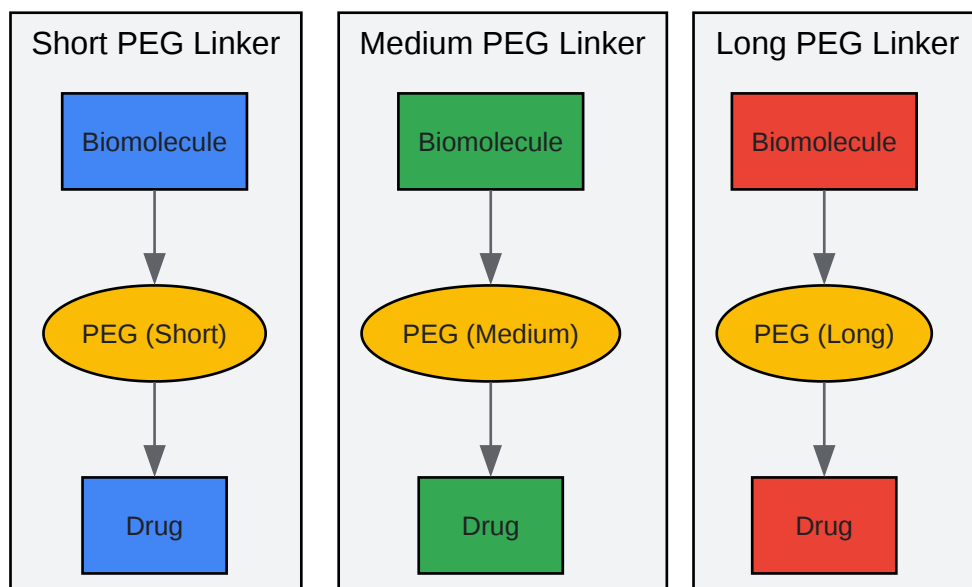 Short PEG Linker
Biomolecule
PEG (Short)
Drug
Medium PEG Linker
Biomolecule
PEG (Medium)
Drug
Long PEG Linker
Biomolecule
PEG (Long)
Drug